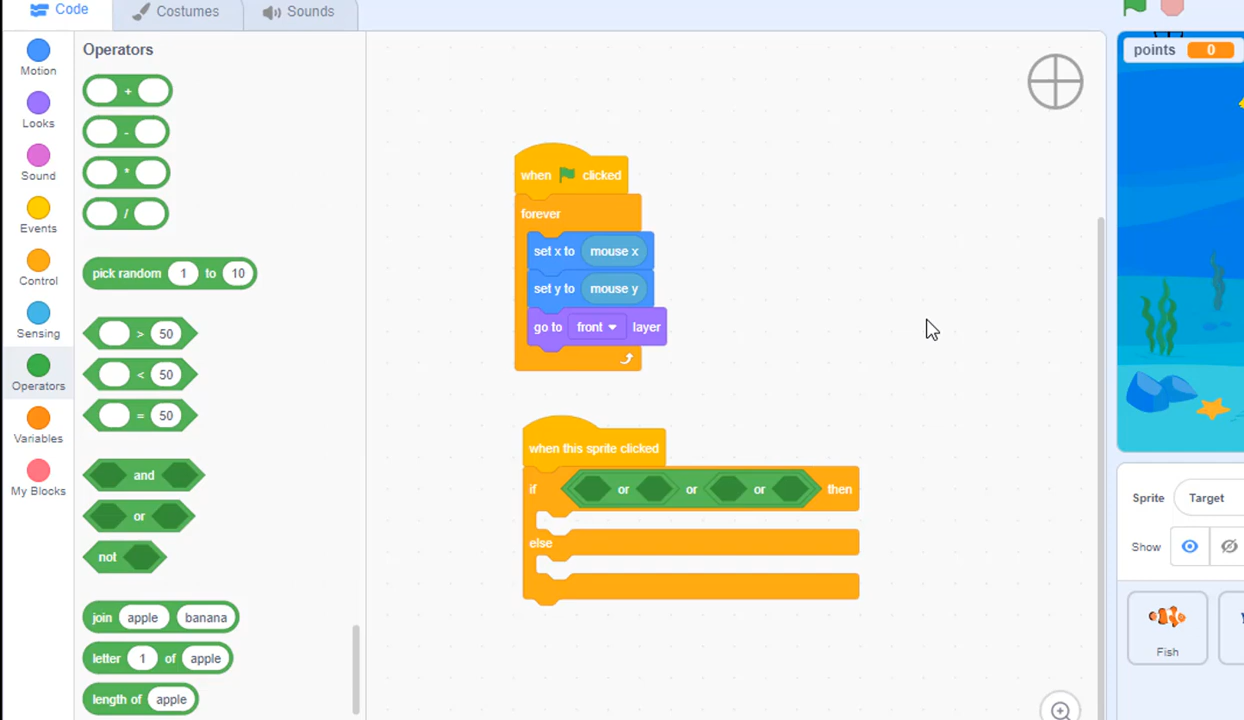 Code Costumes Sounds
Motion
Looks
Sound
Events
Control
Sensing
Operators
Variables
My Blocks
Operators
+
-
*
/
pick random 1 to 10
> 50
< 50
= 50
and
or
not
join apple banana
letter 1 of apple
length of apple
when clicked
forever
set x to mouse x
set y to mouse y
go to front layer
when this sprite clicked
if or or or then
else
points 0
Sprite Target
Show
Fish